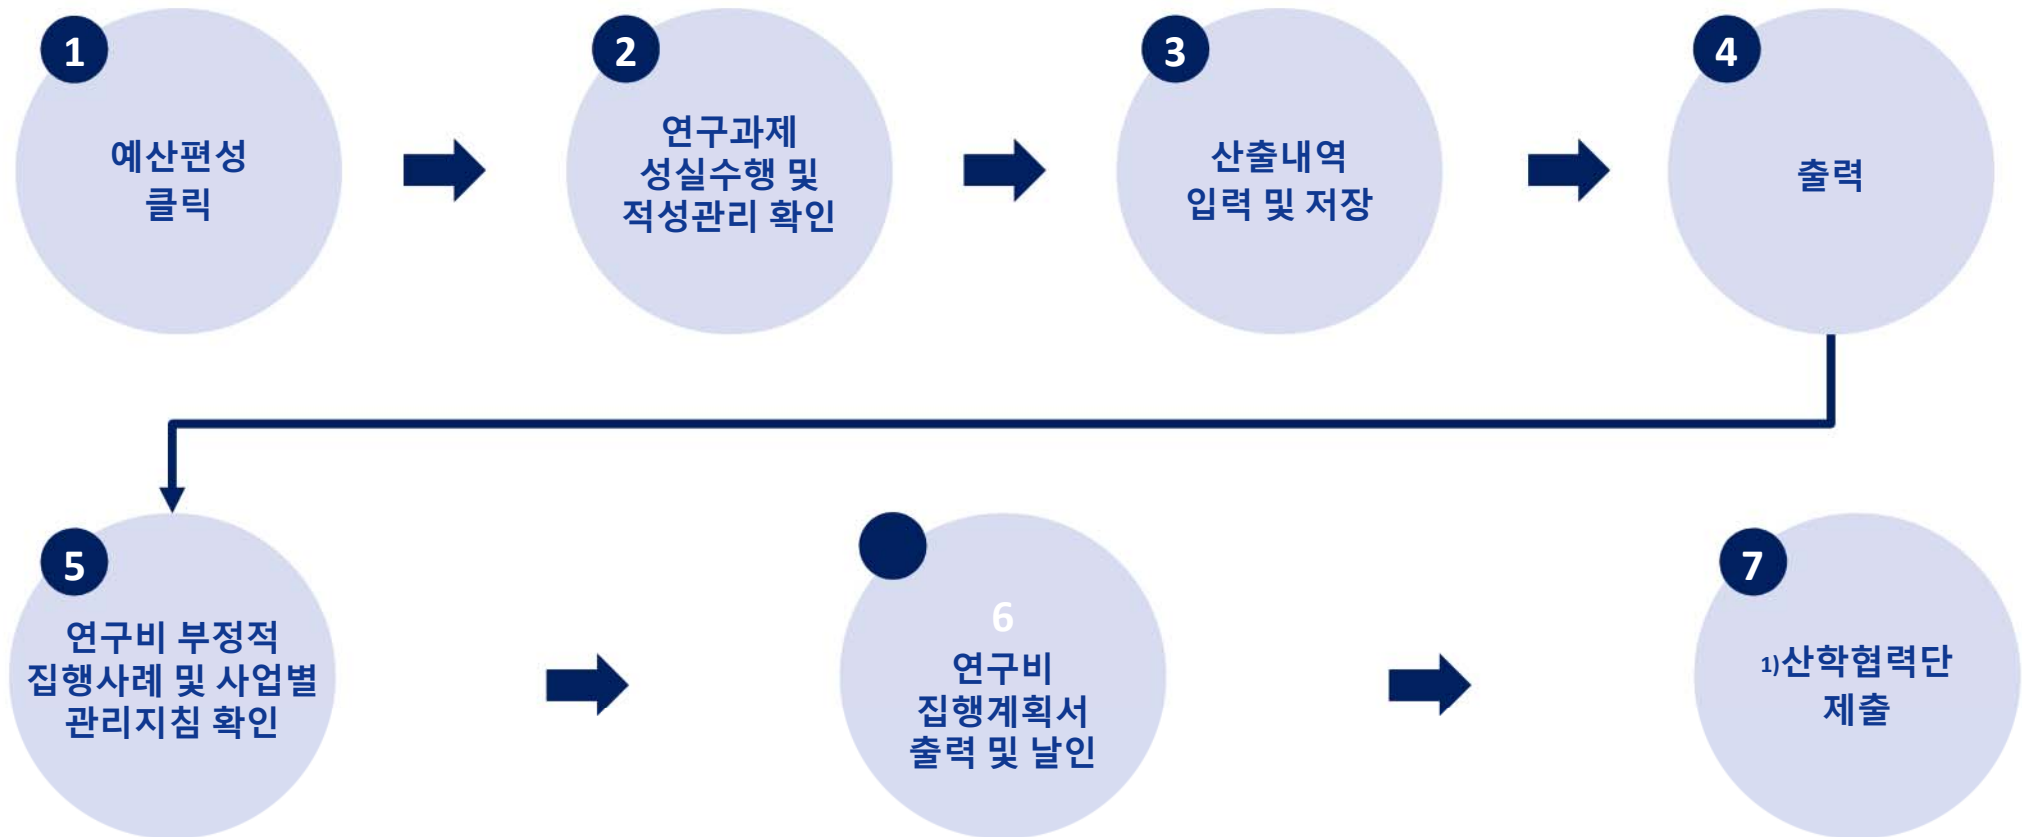 1
예산편성
클릭
2
연구과제
성실수행 및
적성관리 확인
3
산출내역
입력 및 저장
4
출력
5
연구비 부정적
집행사례 및 사업별
관리지침 확인
6
연구비
집행계획서
출력 및 날인
7
1)산학협력단
제출